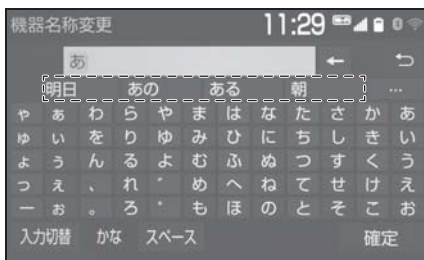 機器名称変更 11:29
あ
明日 あの ある 朝 …
ゃ ぁ わ ら や ま は な た さ か あ
ゅ ぃ を り ゆ み ひ に ち し き い
ょ ぅ ん る よ む ふ ぬ つ す く う
っ ぇ 、 れ ゛ め へ ね て せ け え
ー ぉ 。 ろ ゜ も ほ の と そ こ お
入力切替 かな スペース 確定